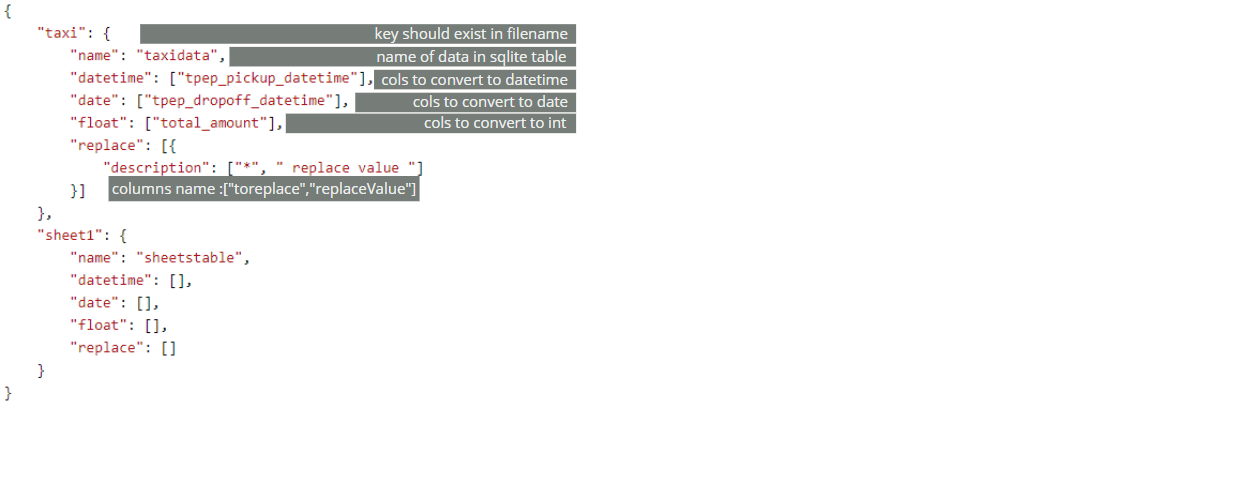 {
"taxi": { key should exist in filename
"name": "taxidata", name of data in sqlite table
"datetime": ["tpep_pickup_datetime"], cols to convert to datetime
"date": ["tpep_dropoff_datetime"], cols to convert to date
"float": ["total_amount"], cols to convert to int
"replace": [{
"description": ["*", " replace value "]
}] columns name :["toreplace","replaceValue"]
},
"sheet1": {
"name": "sheetstable",
"datetime": [],
"date": [],
"float": [],
"replace": []
}
}